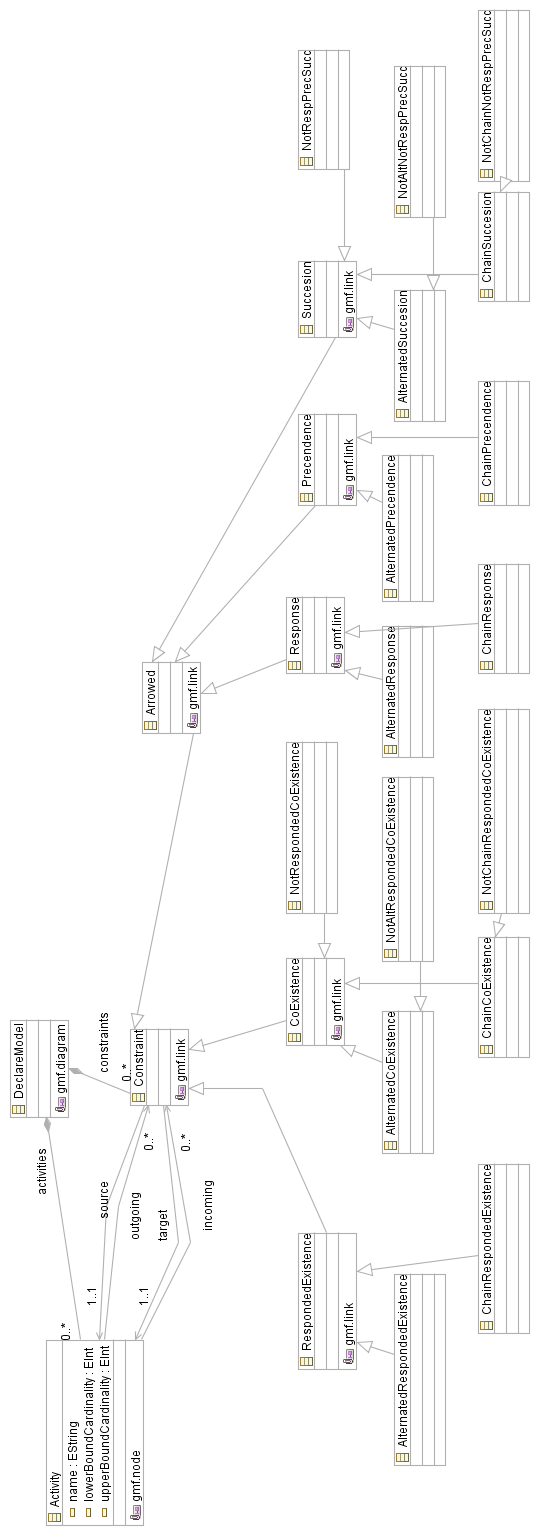 DeclareModel
gmf.diagram
Activity
name : EString
lowerBoundCardinality : EInt
upperBoundCardinality : EInt
gmf.node
activities
0..*
constraints
0..*
Constraint
gmf.link
source
1..1
outgoing
0..*
target
1..1
incoming
0..*
Arrowed
gmf.link
RespondedExistence
gmf.link
CoExistence
gmf.link
NotRespondedCoExistence
Response
gmf.link
Precendence
gmf.link
Succesion
gmf.link
NotRespPrecSucc
AlternatedRespondedExistence
AlternatedCoExistence
NotAltRespondedCoExistence
AlternatedResponse
AlternatedPrecendence
AlternatedSuccesion
NotAltNotRespPrecSucc
ChainRespondedExistence
ChainCoExistence
NotChainRespondedCoExistence
ChainResponse
ChainPrecendence
ChainSuccesion
NotChainNotRespPrecSucc